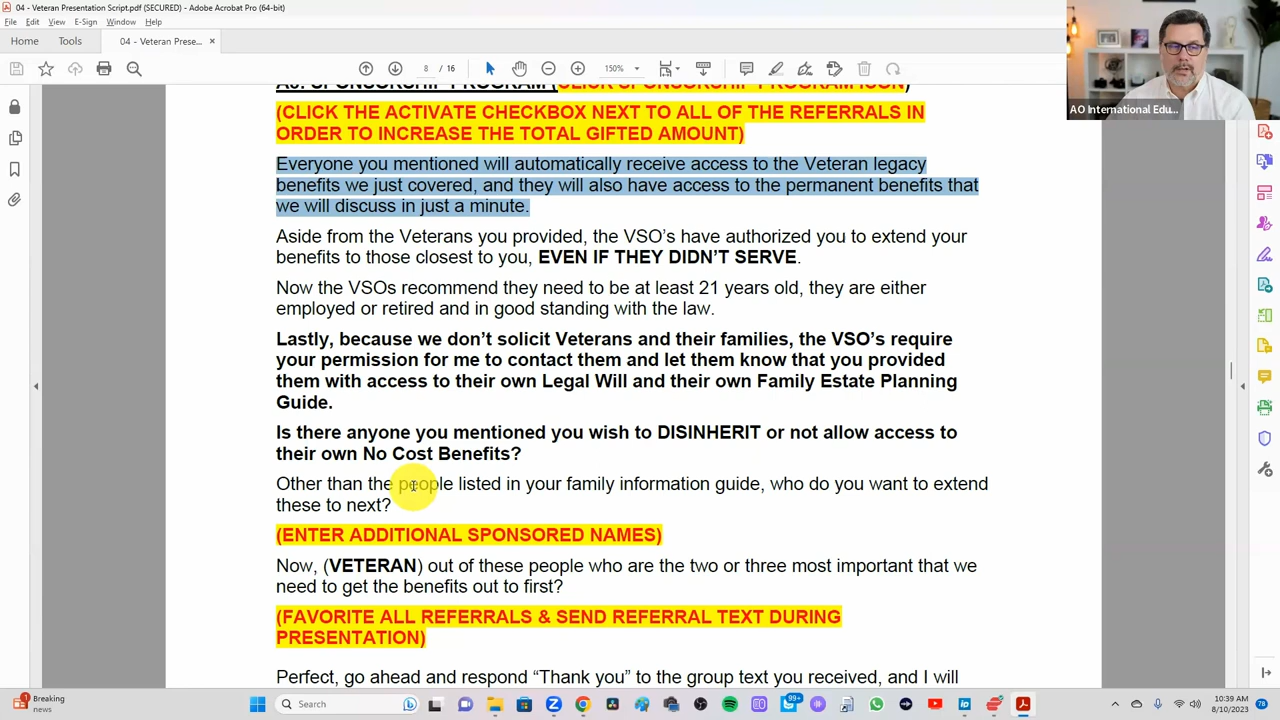 04 - Veteran Presentation Script.pdf (SECURED) - Adobe Acrobat Pro (64-bit)
File Edit View E-Sign Window Help
Home Tools 04 - Veteran Prese... ×
8 / 16 150%
AO International Edu...
A5: SPONSORSHIP PROGRAM (CLICK SPONSORSHIP PROGRAM ICON)
(CLICK THE ACTIVATE CHECKBOX NEXT TO ALL OF THE REFERRALS IN
ORDER TO INCREASE THE TOTAL GIFTED AMOUNT)
Everyone you mentioned will automatically receive access to the Veteran legacy
benefits we just covered, and they will also have access to the permanent benefits that
we will discuss in just a minute.
Aside from the Veterans you provided, the VSO's have authorized you to extend your
benefits to those closest to you, EVEN IF THEY DIDN'T SERVE.
Now the VSOs recommend they need to be at least 21 years old, they are either
employed or retired and in good standing with the law.
Lastly, because we don't solicit Veterans and their families, the VSO's require
your permission for me to contact them and let them know that you provided
them with access to their own Legal Will and their own Family Estate Planning
Guide.
Is there anyone you mentioned you wish to DISINHERIT or not allow access to
their own No Cost Benefits?
Other than the people listed in your family information guide, who do you want to extend
these to next?
(ENTER ADDITIONAL SPONSORED NAMES)
Now, (VETERAN) out of these people who are the two or three most important that we
need to get the benefits out to first?
(FAVORITE ALL REFERRALS & SEND REFERRAL TEXT DURING
PRESENTATION)
Perfect, go ahead and respond “Thank you” to the group text you received, and I will
Breaking
news
Search
99+
10:39 AM
8/10/2023